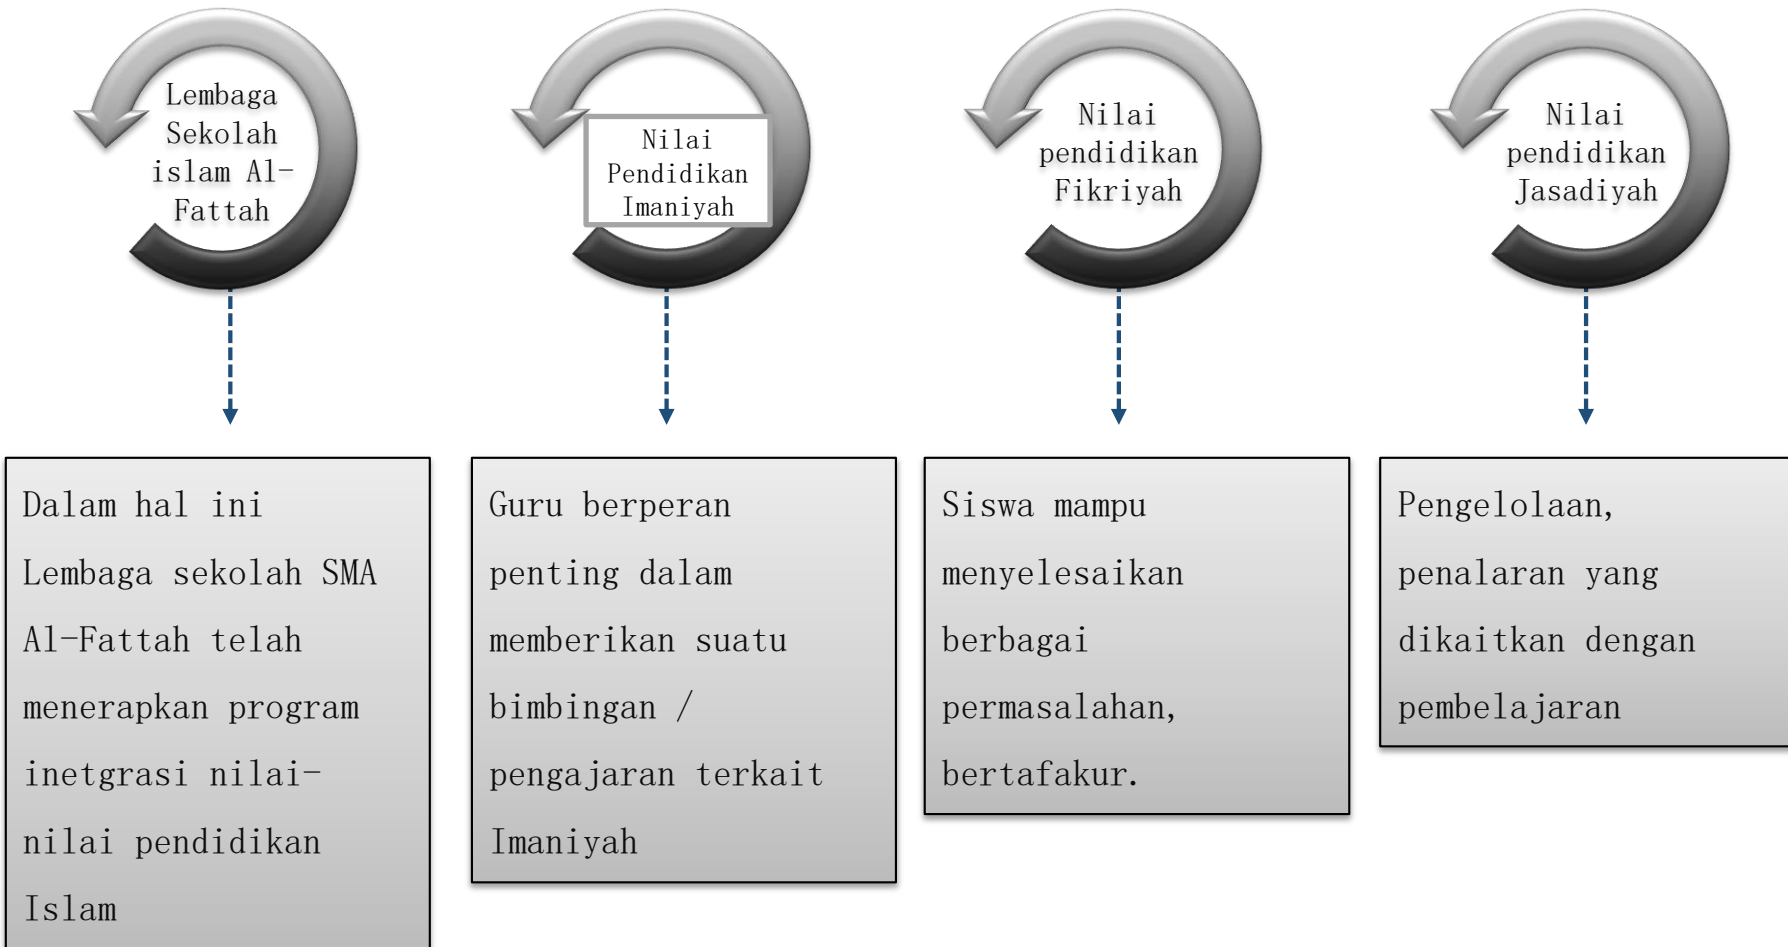 Lembaga
Sekolah
islam Al-
Fattah
Nilai
Pendidikan
Imaniyah
Nilai
pendidikan
Fikriyah
Nilai
pendidikan
Jasadiyah
Dalam hal ini
Lembaga sekolah SMA
Al-Fattah telah
menerapkan program
inetgrasi nilai-
nilai pendidikan
Islam
Guru berperan
penting dalam
memberikan suatu
bimbingan /
pengajaran terkait
Imaniyah
Siswa mampu
menyelesaikan
berbagai
permasalahan,
bertafakur.
Pengelolaan,
penalaran yang
dikaitkan dengan
pembelajaran